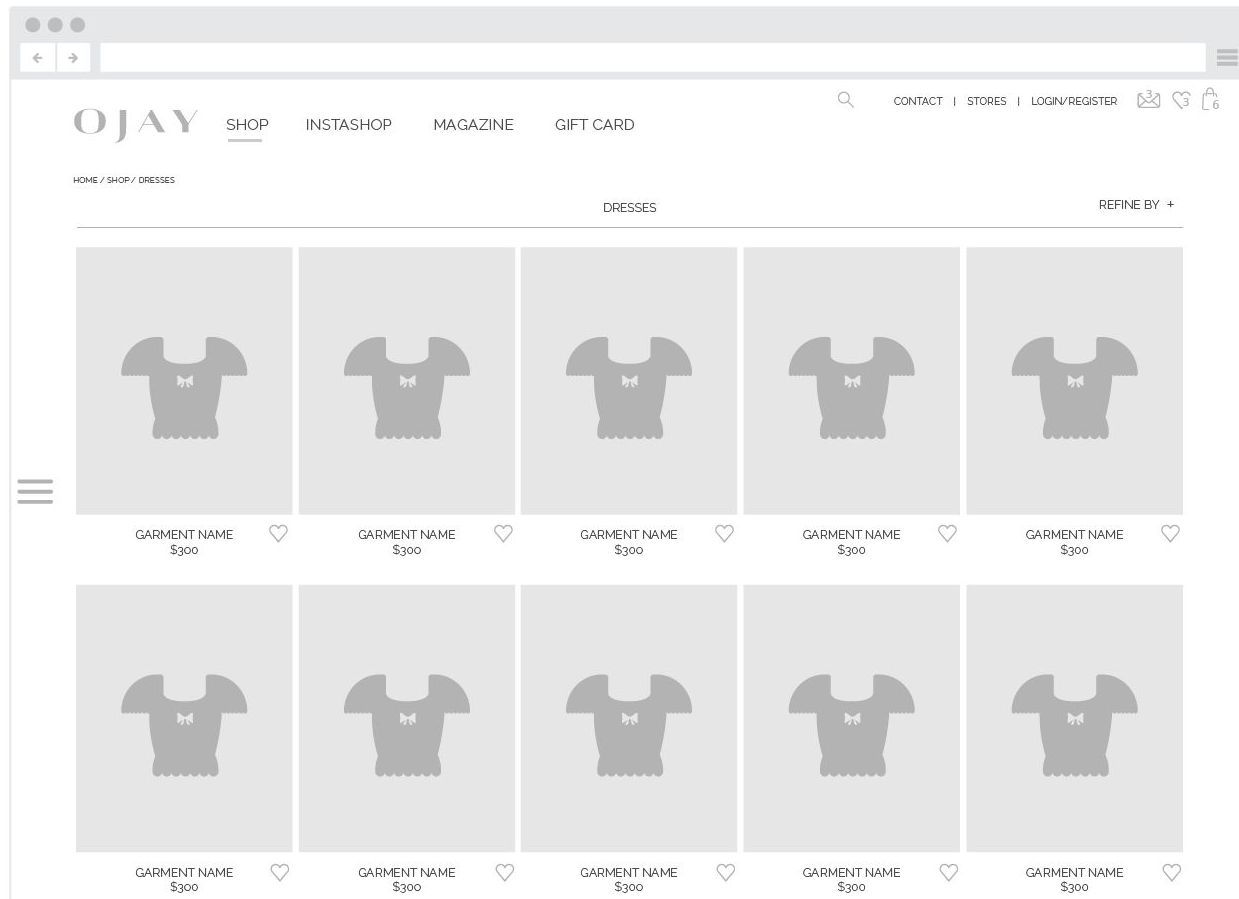 CONTACT | STORES | LOGIN/REGISTER 3 3 6
OJAY SHOP INSTASHOP MAGAZINE GIFT CARD
HOME / SHOP / DRESSES
DRESSES REFINE BY +
GARMENT NAME GARMENT NAME GARMENT NAME GARMENT NAME GARMENT NAME
$300 $300 $300 $300 $300
GARMENT NAME GARMENT NAME GARMENT NAME GARMENT NAME GARMENT NAME
$300 $300 $300 $300 $300